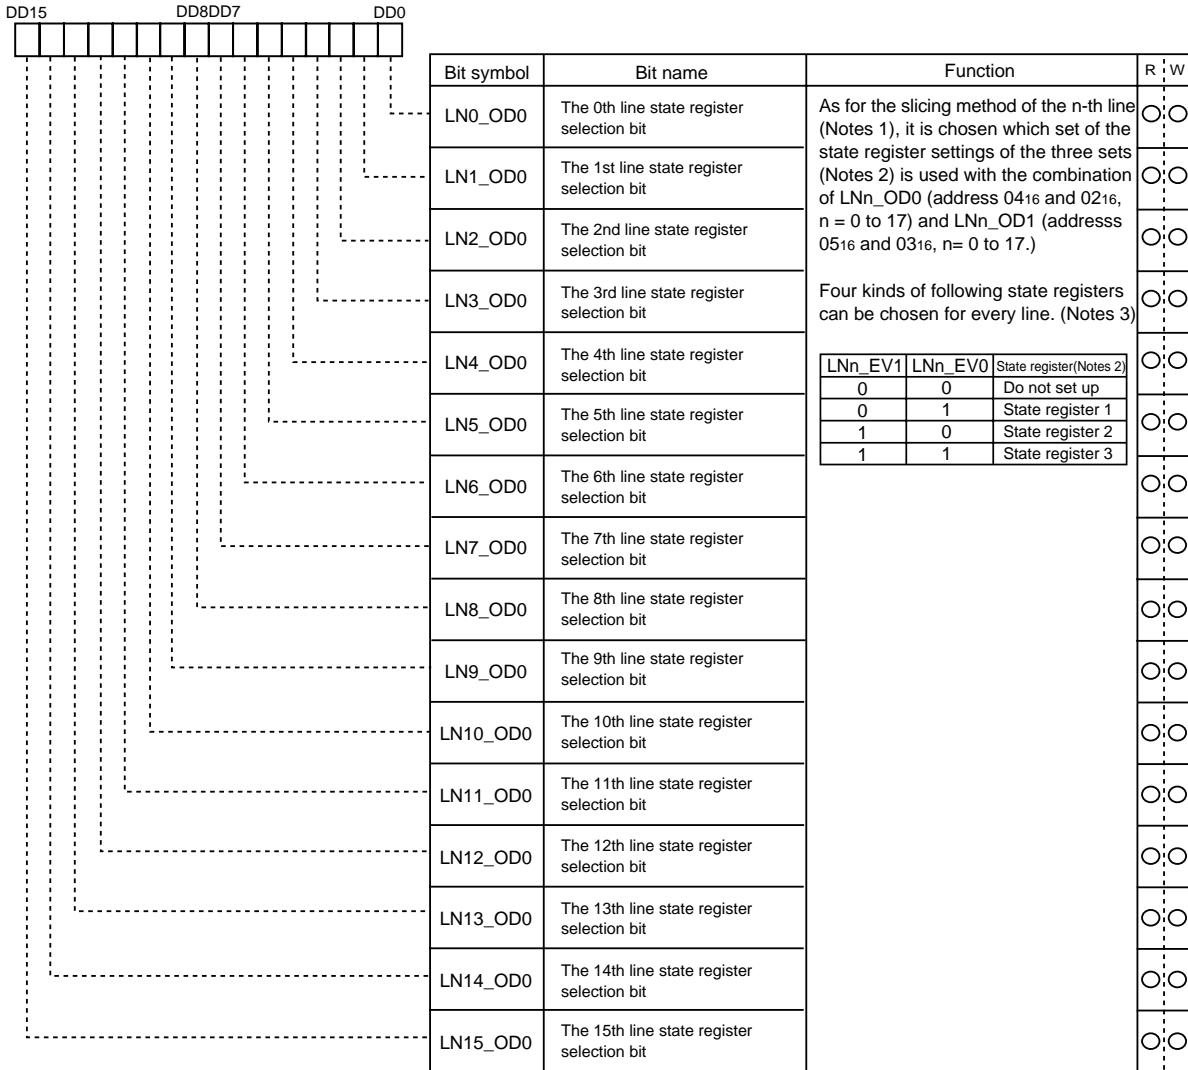 DD15 DD8DD7 DD0
Bit symbol Bit name Function R W
LN0_OD0 The 0th line state register
selection bit
LN1_OD0 The 1st line state register
selection bit
LN2_OD0 The 2nd line state register
selection bit
LN3_OD0 The 3rd line state register
selection bit
LN4_OD0 The 4th line state register
selection bit
LN5_OD0 The 5th line state register
selection bit
LN6_OD0 The 6th line state register
selection bit
LN7_OD0 The 7th line state register
selection bit
LN8_OD0 The 8th line state register
selection bit
LN9_OD0 The 9th line state register
selection bit
LN10_OD0 The 10th line state register
selection bit
LN11_OD0 The 11th line state register
selection bit
LN12_OD0 The 12th line state register
selection bit
LN13_OD0 The 13th line state register
selection bit
LN14_OD0 The 14th line state register
selection bit
LN15_OD0 The 15th line state register
selection bit
As for the slicing method of the n-th line
(Notes 1), it is chosen which set of the
state register settings of the three sets
(Notes 2) is used with the combination
of LNn_OD0 (address 0416 and 0216,
n = 0 to 17) and LNn_OD1 (addresss
0516 and 0316, n= 0 to 17.)
Four kinds of following state registers
can be chosen for every line. (Notes 3)
LNn_EV1 LNn_EV0 State register(Notes 2)
0 0 Do not set up
0 1 State register 1
1 0 State register 2
1 1 State register 3